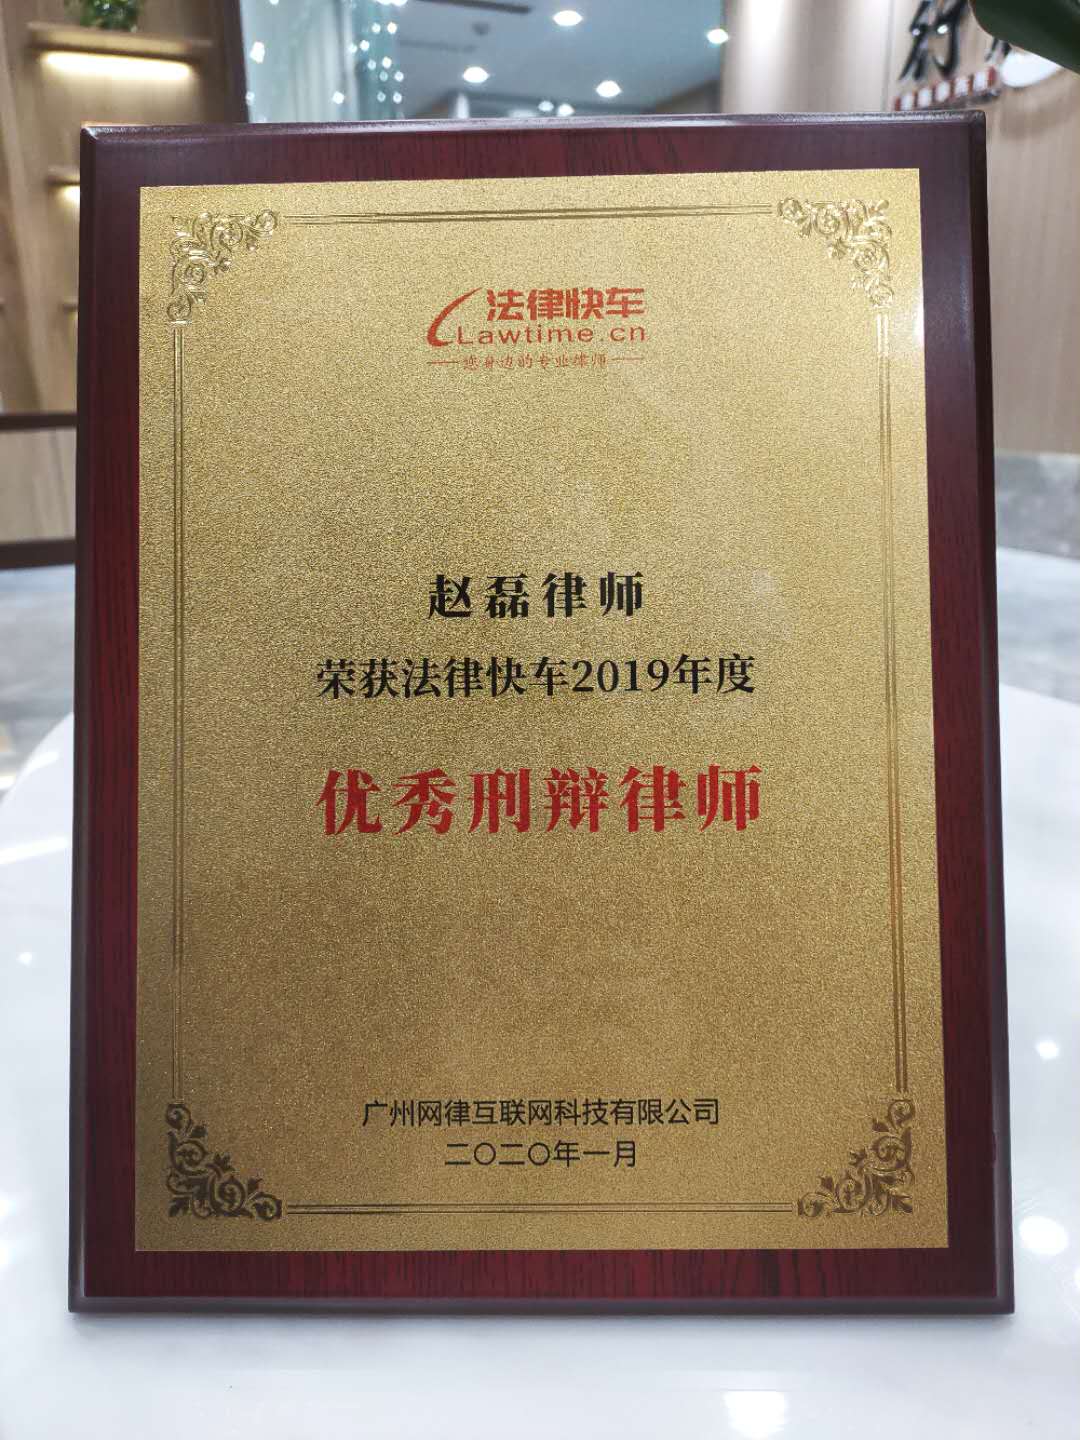 法律快车
Lawtime.cn
您身边的专业律师
赵磊律师
荣获法律快车2019年度
优秀刑辩律师
广州网律互联网科技有限公司
二〇二〇年一月